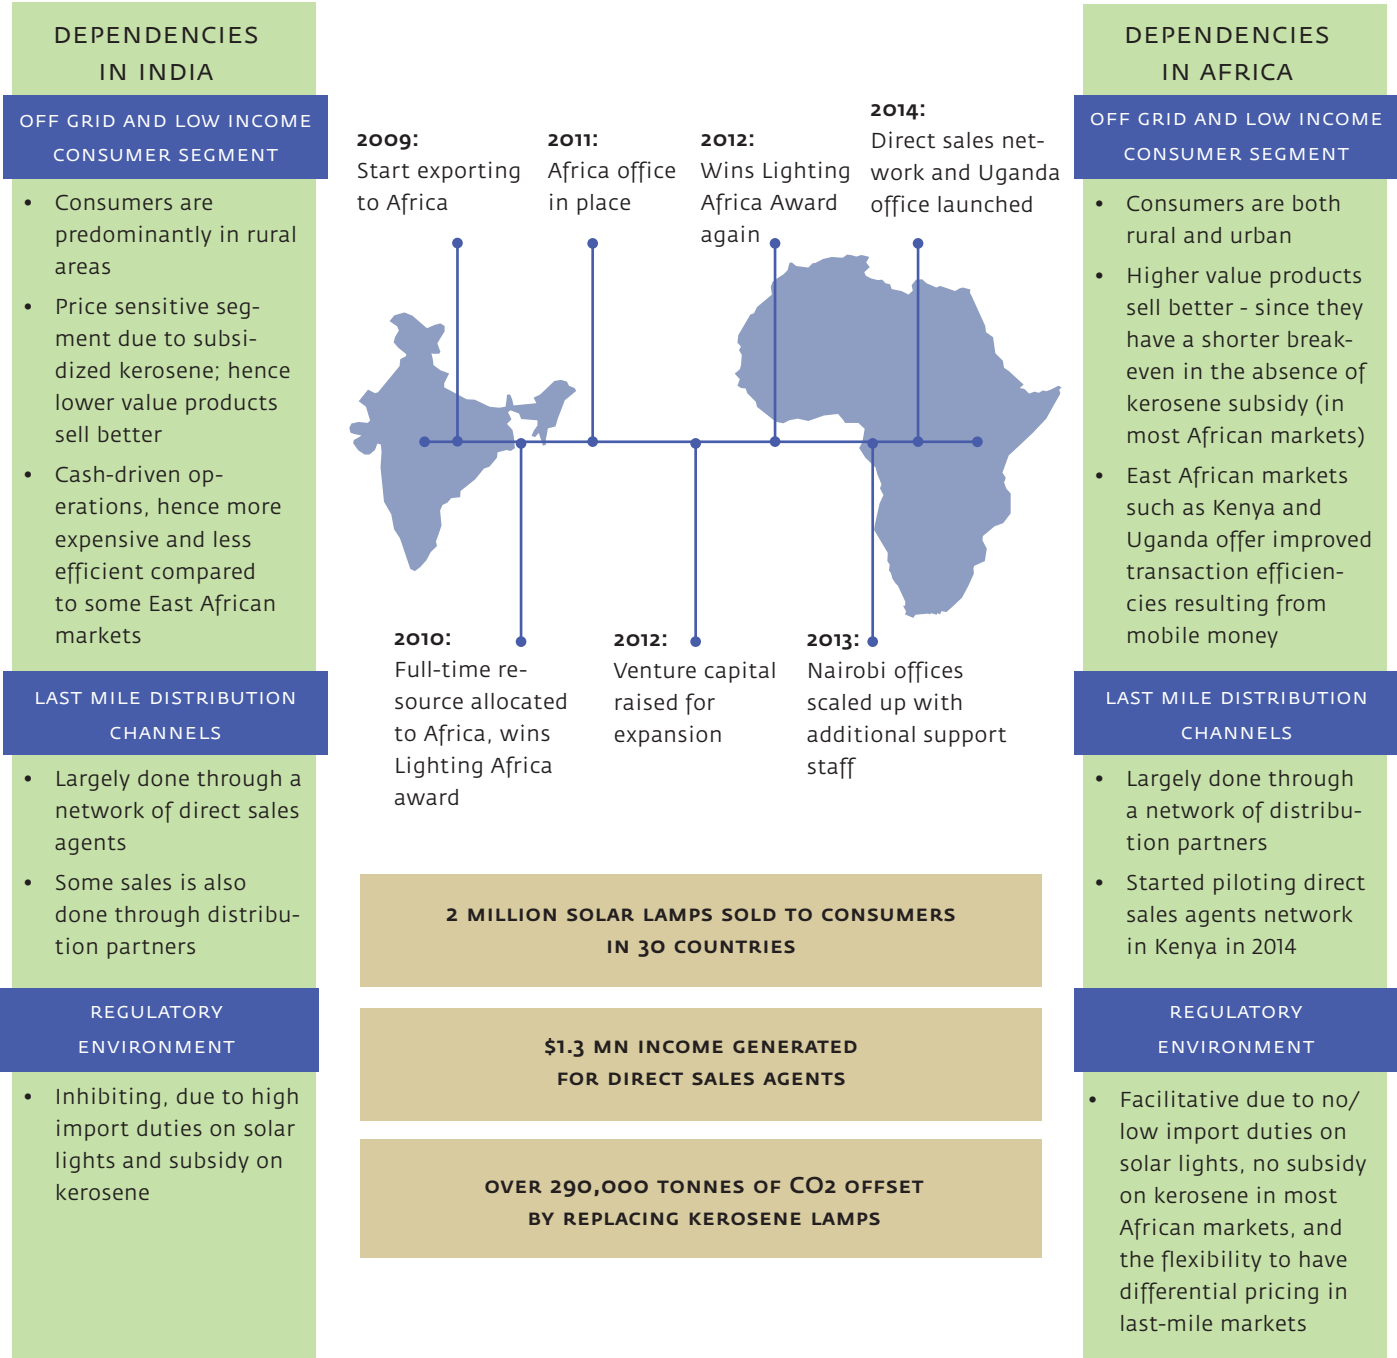 DEPENDENCIES
IN INDIA
OFF GRID AND LOW INCOME
CONSUMER SEGMENT
• Consumers are
predominantly in rural
areas
• Price sensitive seg-
ment due to subsi-
dized kerosene; hence
lower value products
sell better
• Cash-driven op-
erations, hence more
expensive and less
efficient compared
to some East African
markets
LAST MILE DISTRIBUTION
CHANNELS
• Largely done through a
network of direct sales
agents
• Some sales is also
done through distribu-
tion partners
REGULATORY
ENVIRONMENT
• Inhibiting, due to high
import duties on solar
lights and subsidy on
kerosene
2009:
Start exporting
to Africa
2011:
Africa office
in place
2012:
Wins Lighting
Africa Award
again
2014:
Direct sales net-
work and Uganda
office launched
2010:
Full-time re-
source allocated
to Africa, wins
Lighting Africa
award
2012:
Venture capital
raised for
expansion
2013:
Nairobi offices
scaled up with
additional support
staff
2 MILLION SOLAR LAMPS SOLD TO CONSUMERS
IN 30 COUNTRIES
$1.3 MN INCOME GENERATED
FOR DIRECT SALES AGENTS
OVER 290,000 TONNES OF CO2 OFFSET
BY REPLACING KEROSENE LAMPS
DEPENDENCIES
IN AFRICA
OFF GRID AND LOW INCOME
CONSUMER SEGMENT
• Consumers are both
rural and urban
• Higher value products
sell better - since they
have a shorter break-
even in the absence of
kerosene subsidy (in
most African markets)
• East African markets
such as Kenya and
Uganda offer improved
transaction efficien-
cies resulting from
mobile money
LAST MILE DISTRIBUTION
CHANNELS
• Largely done through
a network of distribu-
tion partners
• Started piloting direct
sales agents network
in Kenya in 2014
REGULATORY
ENVIRONMENT
• Facilitative due to no/
low import duties on
solar lights, no subsidy
on kerosene in most
African markets, and
the flexibility to have
differential pricing in
last-mile markets